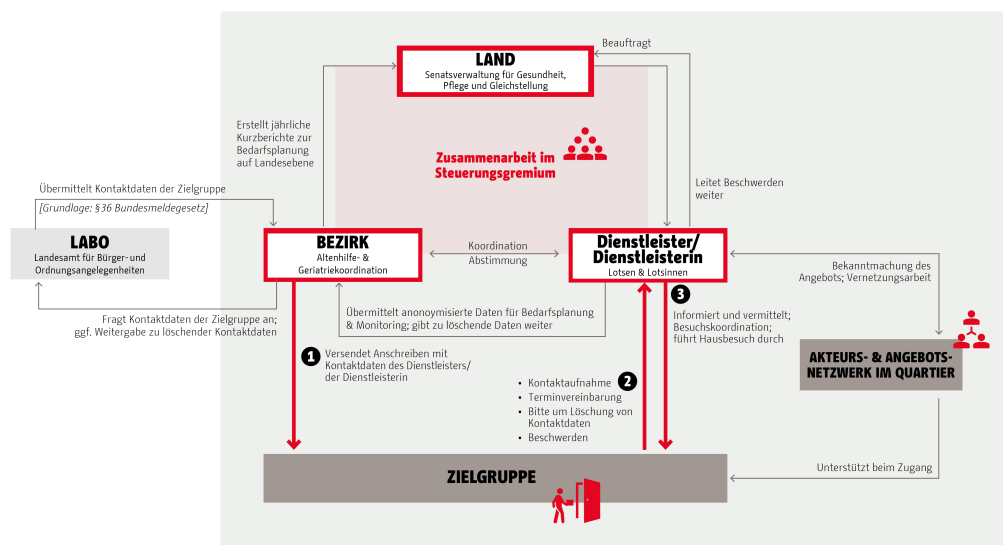 Beauftragt
LAND
Senatsverwaltung für Gesundheit,
Pflege und Gleichstellung
Erstellt jährliche
Kurzberichte zur
Bedarfsplanung
auf Landesebene
Zusammenarbeit im
Steuerungsgremium
Leitet Beschwerden
weiter
Übermittelt Kontaktdaten der Zielgruppe
[Grundlage: §36 Bundesmeldegesetz]
LABO
Landesamt für Bürger- und
Ordnungsangelegenheiten
BEZIRK
Altenhilfe- &
Geriatriekoordination
Koordination
Abstimmung
Dienstleister/
Dienstleisterin
Lotsen & Lotsinnen
Bekanntmachung des
Angebots; Vernetzungsarbeit
Fragt Kontaktdaten der Zielgruppe an;
ggf. Weitergabe zu löschender Kontaktdaten
Übermittelt anonoymisierte Daten für Bedarfsplanung
& Monitoring; gibt zu löschende Daten weiter
3
Informiert und vermittelt;
Besuchskoordination;
führt Hausbesuch durch
1
Versendet Anschreiben mit
Kontaktdaten des Dienstleisters/
der Dienstleisterin
AKTEURS- & ANGEBOTS-
NETZWERK IM QUARTIER
2
• Kontaktaufnahme
• Terminvereinbarung
• Bitte um Löschung von
Kontaktdaten
• Beschwerden
Unterstützt beim Zugang
ZIELGRUPPE